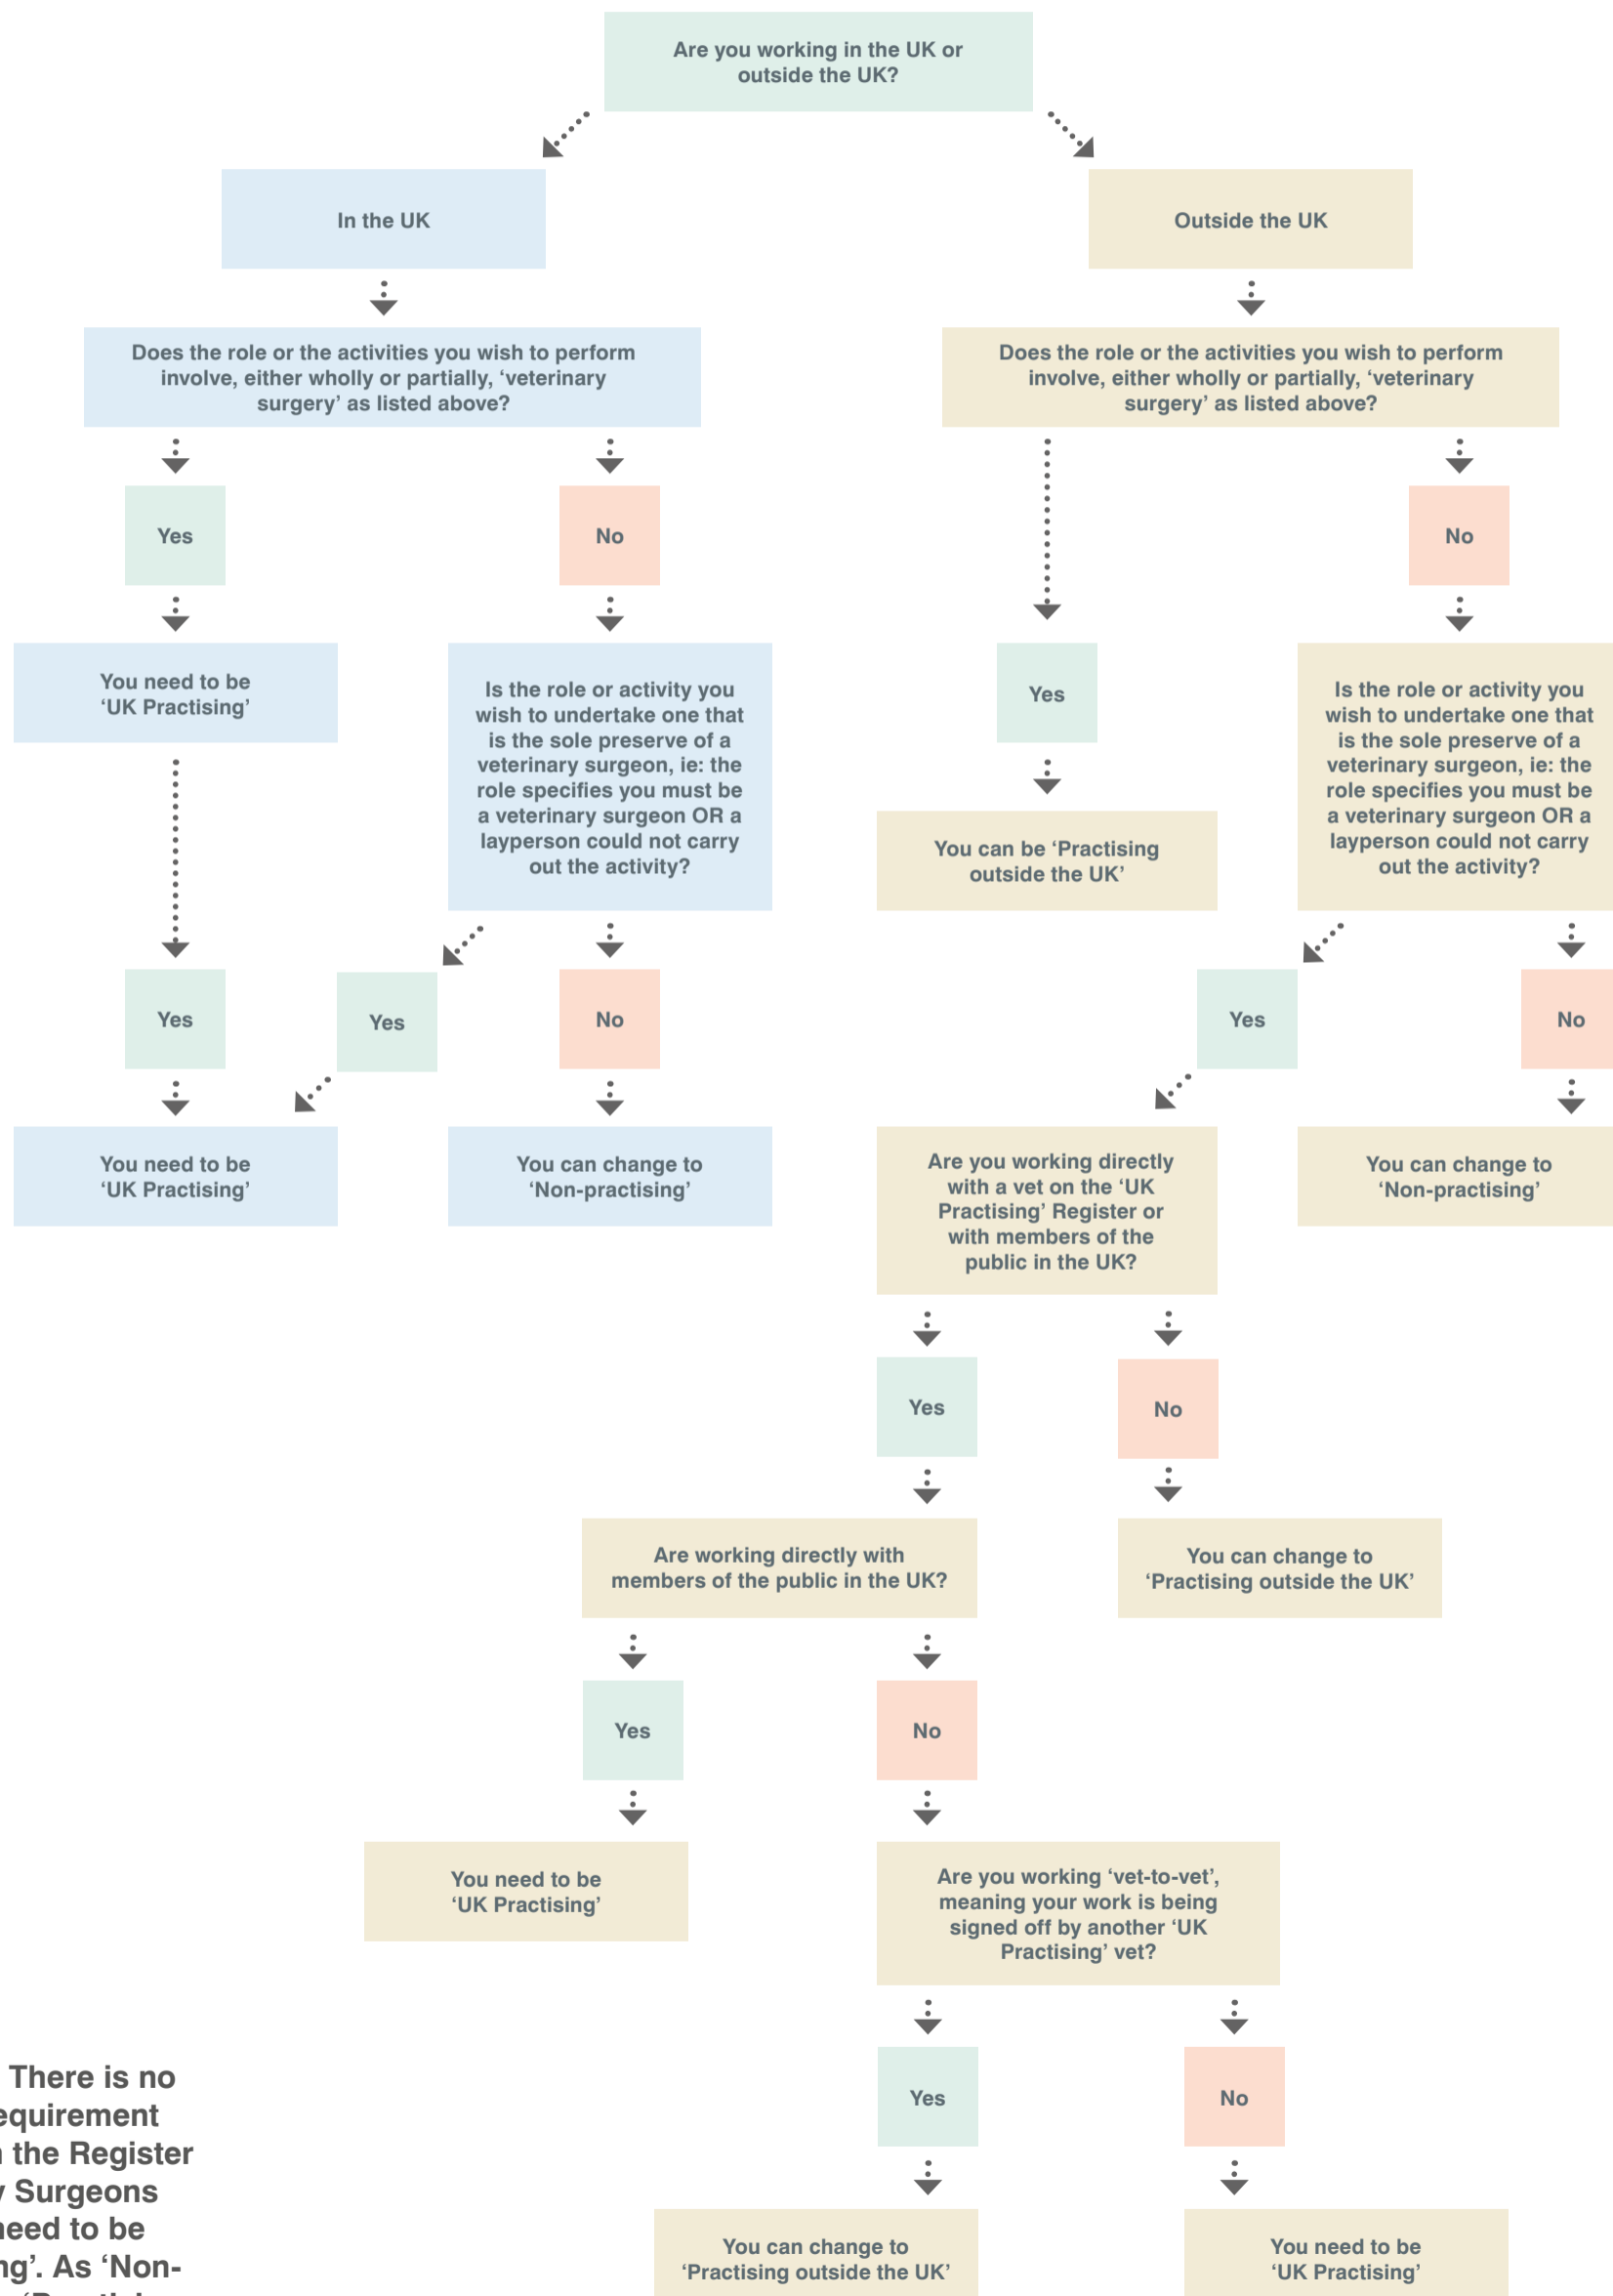 Are you working in the UK or
outside the UK?
In the UK
Outside the UK
Does the role or the activities you wish to perform
involve, either wholly or partially, ‘veterinary
surgery’ as listed above?
Does the role or the activities you wish to perform
involve, either wholly or partially, ‘veterinary
surgery’ as listed above?
Yes
No
No
You need to be
‘UK Practising’
Is the role or activity you
wish to undertake one that
is the sole preserve of a
veterinary surgeon, ie: the
role specifies you must be
a veterinary surgeon OR a
layperson could not carry
out the activity?
Yes
Is the role or activity you
wish to undertake one that
is the sole preserve of a
veterinary surgeon, ie: the
role specifies you must be
a veterinary surgeon OR a
layperson could not carry
out the activity?
You can be ‘Practising
outside the UK’
Yes
Yes
No
Yes
No
You need to be
‘UK Practising’
You can change to
‘Non-practising’
Are you working directly
with a vet on the ‘UK
Practising’ Register or
with members of the
public in the UK?
You can change to
‘Non-practising’
Yes
No
Are working directly with
members of the public in the UK?
You can change to
‘Practising outside the UK’
Yes
No
You need to be
‘UK Practising’
Are you working ‘vet-to-vet’,
meaning your work is being
signed off by another ‘UK
Practising’ vet?
Yes
No
You can change to
‘Practising outside the UK’
You need to be
‘UK Practising’
There is no
equirement
the Register
Surgeons
need to be
ng’. As ‘Non-